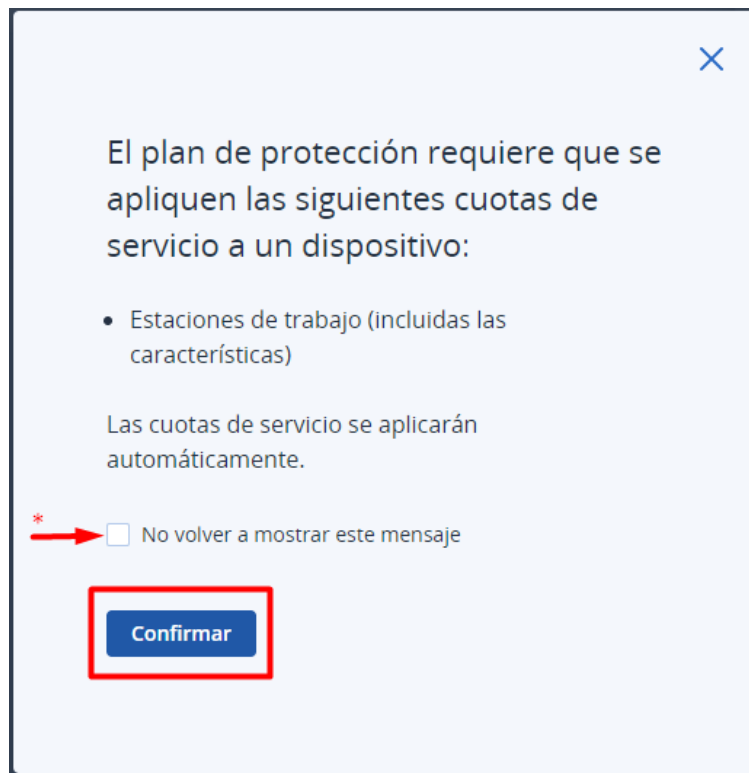 El plan de protección requiere que se
apliquen las siguientes cuotas de
servicio a un dispositivo:
• Estaciones de trabajo (incluidas las
características)
Las cuotas de servicio se aplicarán
automáticamente.
*
No volver a mostrar este mensaje
Confirmar